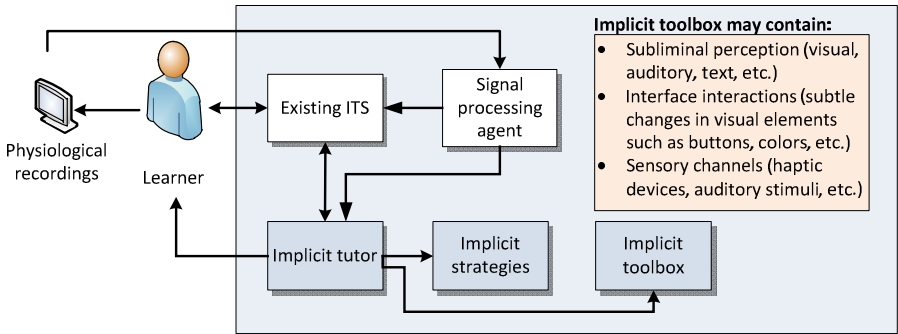 Implicit toolbox may contain:
• Subliminal perception (visual,
auditory, text, etc.)
• Interface interactions (subtle
changes in visual elements
such as buttons, colors, etc.)
• Sensory channels (haptic
devices, auditory stimuli, etc.)
Existing ITS
Signal
processing
agent
Physiological
recordings
Learner
Implicit tutor
Implicit
strategies
Implicit
toolbox